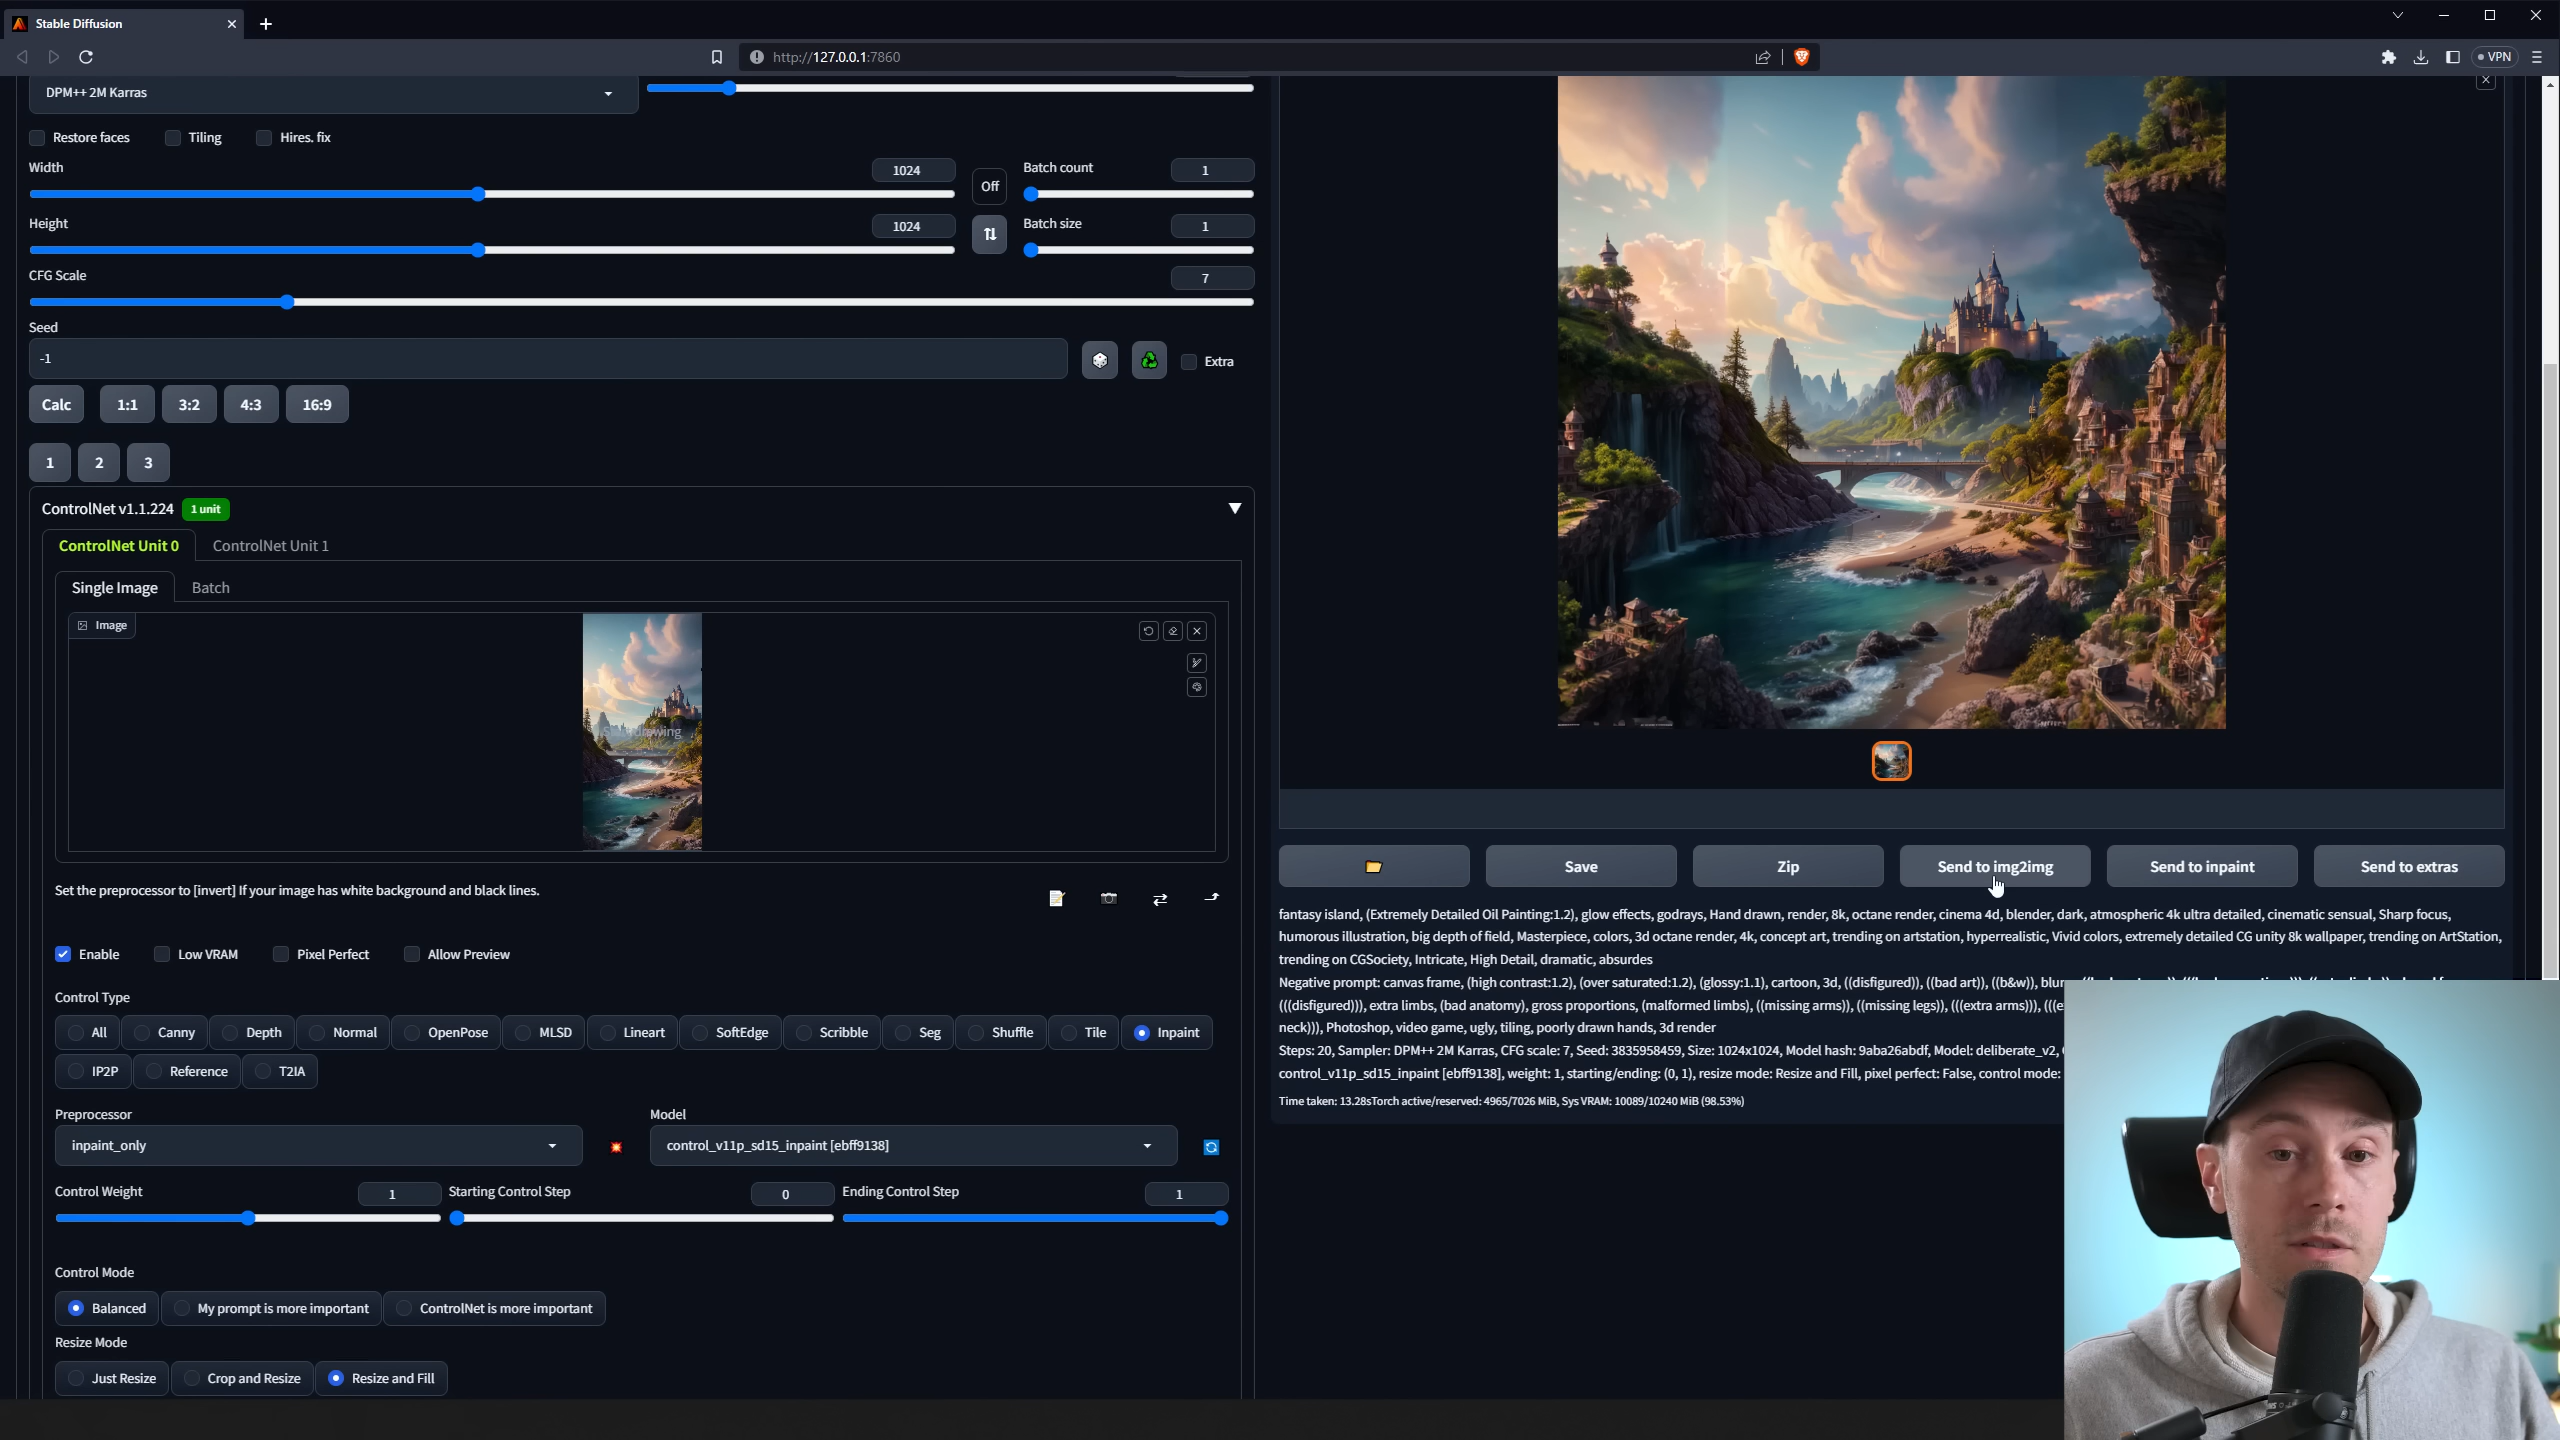 Stable Diffusion
http://127.0.0.1:7860
VPN
DPM++ 2M Karras
Restore faces
Tiling
Hires. fix
Width
1024
Off
Batch count
1
Height
1024
Batch size
1
CFG Scale
7
Seed
-1
Extra
Calc
1:1
3:2
4:3
16:9
1
2
3
ControlNet v1.1.224
1 unit
ControlNet Unit 0
ControlNet Unit 1
Single Image
Batch
Image
Set the preprocessor to [invert] If your image has white background and black lines.
Enable
Low VRAM
Pixel Perfect
Allow Preview
Control Type
All
Canny
Depth
Normal
OpenPose
MLSD
Lineart
SoftEdge
Scribble
Seg
Shuffle
Tile
Inpaint
IP2P
Reference
T2IA
Preprocessor
Model
inpaint_only
control_v11p_sd15_inpaint [ebff9138]
Control Weight
1
Starting Control Step
0
Ending Control Step
1
Control Mode
Balanced
My prompt is more important
ControlNet is more important
Resize Mode
Just Resize
Crop and Resize
Resize and Fill
Save
Zip
Send to img2img
Send to inpaint
Send to extras
fantasy island, (Extremely Detailed Oil Painting:1.2), glow effects, godrays, Hand drawn, render, 8k, octane render, cinema 4d, blender, dark, atmospheric 4k ultra detailed, cinematic sensual, Sharp focus,
humorous illustration, big depth of field, Masterpiece, colors, 3d octane render, 4k, concept art, trending on artstation, hyperrealistic, Vivid colors, extremely detailed CG unity 8k wallpaper, trending on ArtStation,
trending on CGSociety, Intricate, High Detail, dramatic, absurdes
Negative prompt: canvas frame, (high contrast:1.2), (over saturated:1.2), (glossy:1.1), cartoon, 3d, ((disfigured)), ((bad art)), ((b&w)), blur
(((disfigured))), extra limbs, (bad anatomy), gross proportions, (malformed limbs), ((missing arms)), ((missing legs)), (((extra arms))), (((e
neck))), Photoshop, video game, ugly, tiling, poorly drawn hands, 3d render
Steps: 20, Sampler: DPM++ 2M Karras, CFG scale: 7, Seed: 3835958459, Size: 1024x1024, Model hash: 9aba26abdf, Model: deliberate_v2,
control_v11p_sd15_inpaint [ebff9138], weight: 1, starting/ending: (0, 1), resize mode: Resize and Fill, pixel perfect: False, control mode:
Time taken: 13.28sTorch active/reserved: 4965/7026 MiB, Sys VRAM: 10089/10240 MiB (98.53%)